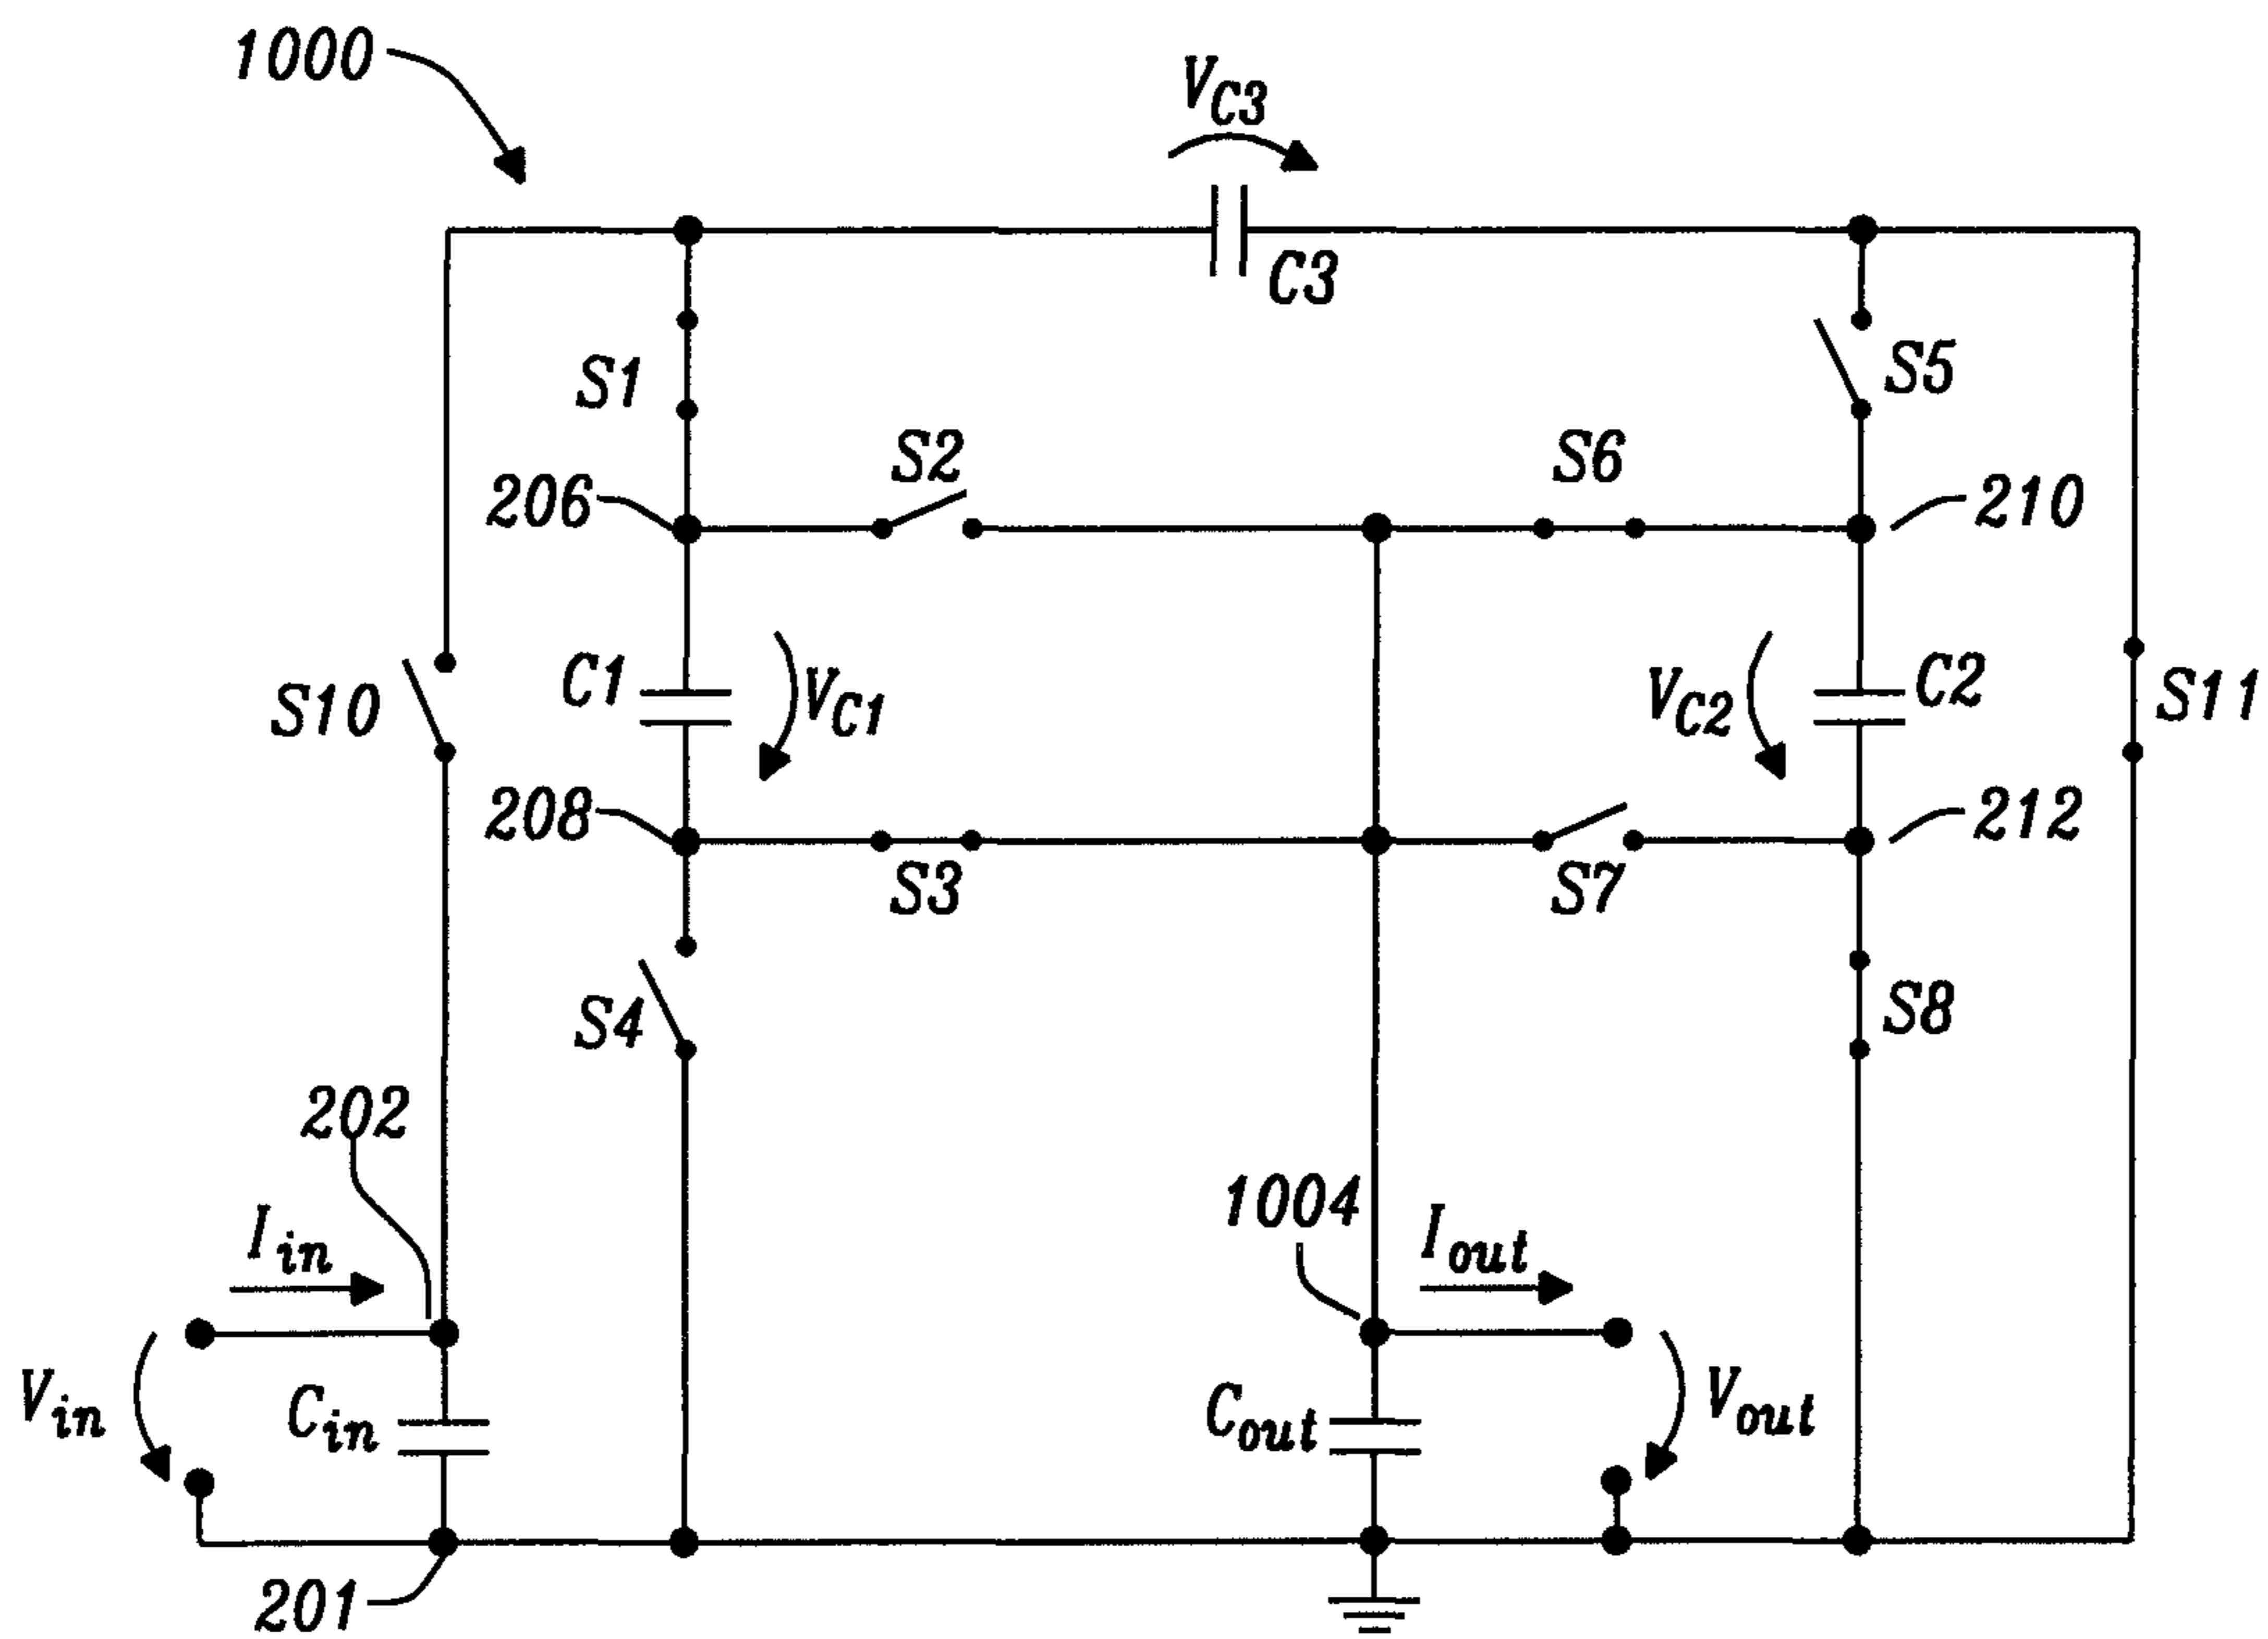 1000
VC3
C3
S1
S5
S2
S6
206
210
C1
VC1
VC2
C2
S10
S11
208
212
S3
S7
S4
S8
202
1004
Iin
Iout
Vin
Cin
Cout
Vout
201